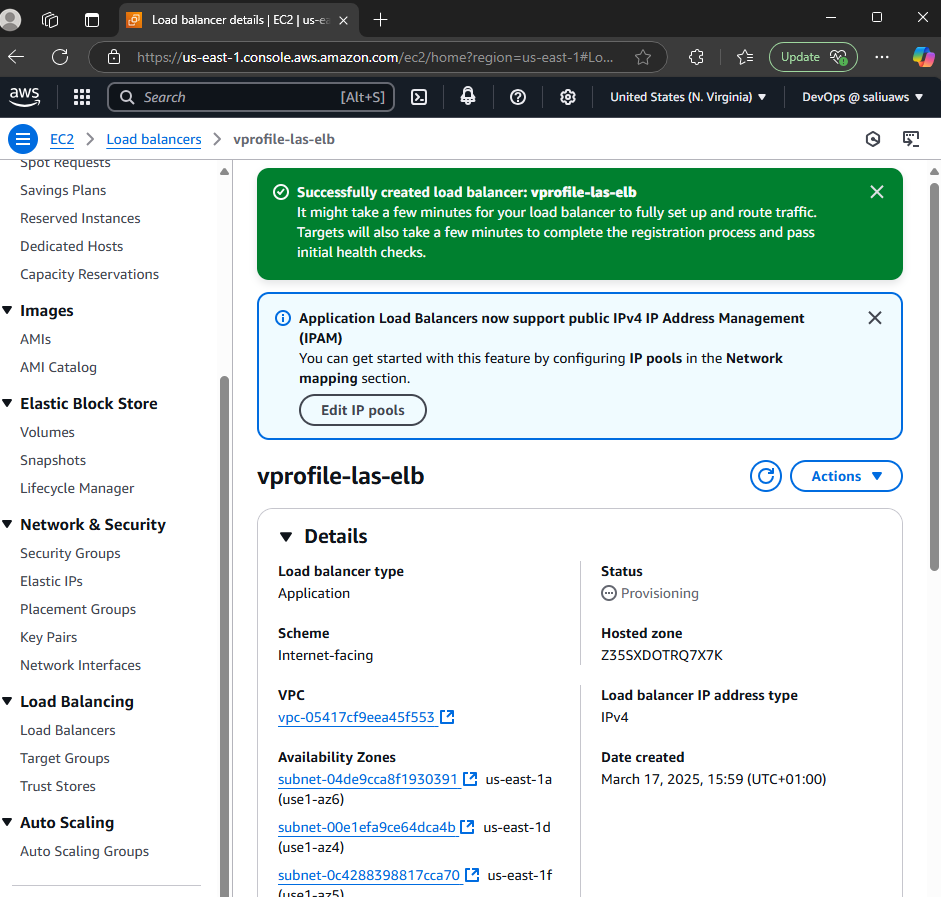 Load balancer details | EC2 | us-ea
https://us-east-1.console.aws.amazon.com/ec2/home?region=us-east-1#Lo...
Update
aws
Search
[Alt+S]
United States (N. Virginia)
DevOps @ saliuaws
EC2
Load balancers
vprofile-las-elb
Spot Requests
Savings Plans
Reserved Instances
Dedicated Hosts
Capacity Reservations
Images
AMIs
AMI Catalog
Elastic Block Store
Volumes
Snapshots
Lifecycle Manager
Network & Security
Security Groups
Elastic IPs
Placement Groups
Key Pairs
Network Interfaces
Load Balancing
Load Balancers
Target Groups
Trust Stores
Auto Scaling
Auto Scaling Groups
Successfully created load balancer: vprofile-las-elb
It might take a few minutes for your load balancer to fully set up and route traffic.
Targets will also take a few minutes to complete the registration process and pass
initial health checks.
Application Load Balancers now support public IPv4 IP Address Management
(IPAM)
You can get started with this feature by configuring IP pools in the Network
mapping section.
Edit IP pools
vprofile-las-elb
Actions
Details
Load balancer type
Application
Status
Provisioning
Scheme
Internet-facing
Hosted zone
Z35SXDOTRQ7X7K
VPC
vpc-05417cf9eea45f553
Load balancer IP address type
IPv4
Availability Zones
subnet-04de9cca8f1930391 us-east-1a
(use1-az6)
subnet-00e1efa9ce64dca4b us-east-1d
(use1-az4)
subnet-0c4288398817cca70 us-east-1f
(use1-az5)
Date created
March 17, 2025, 15:59 (UTC+01:00)